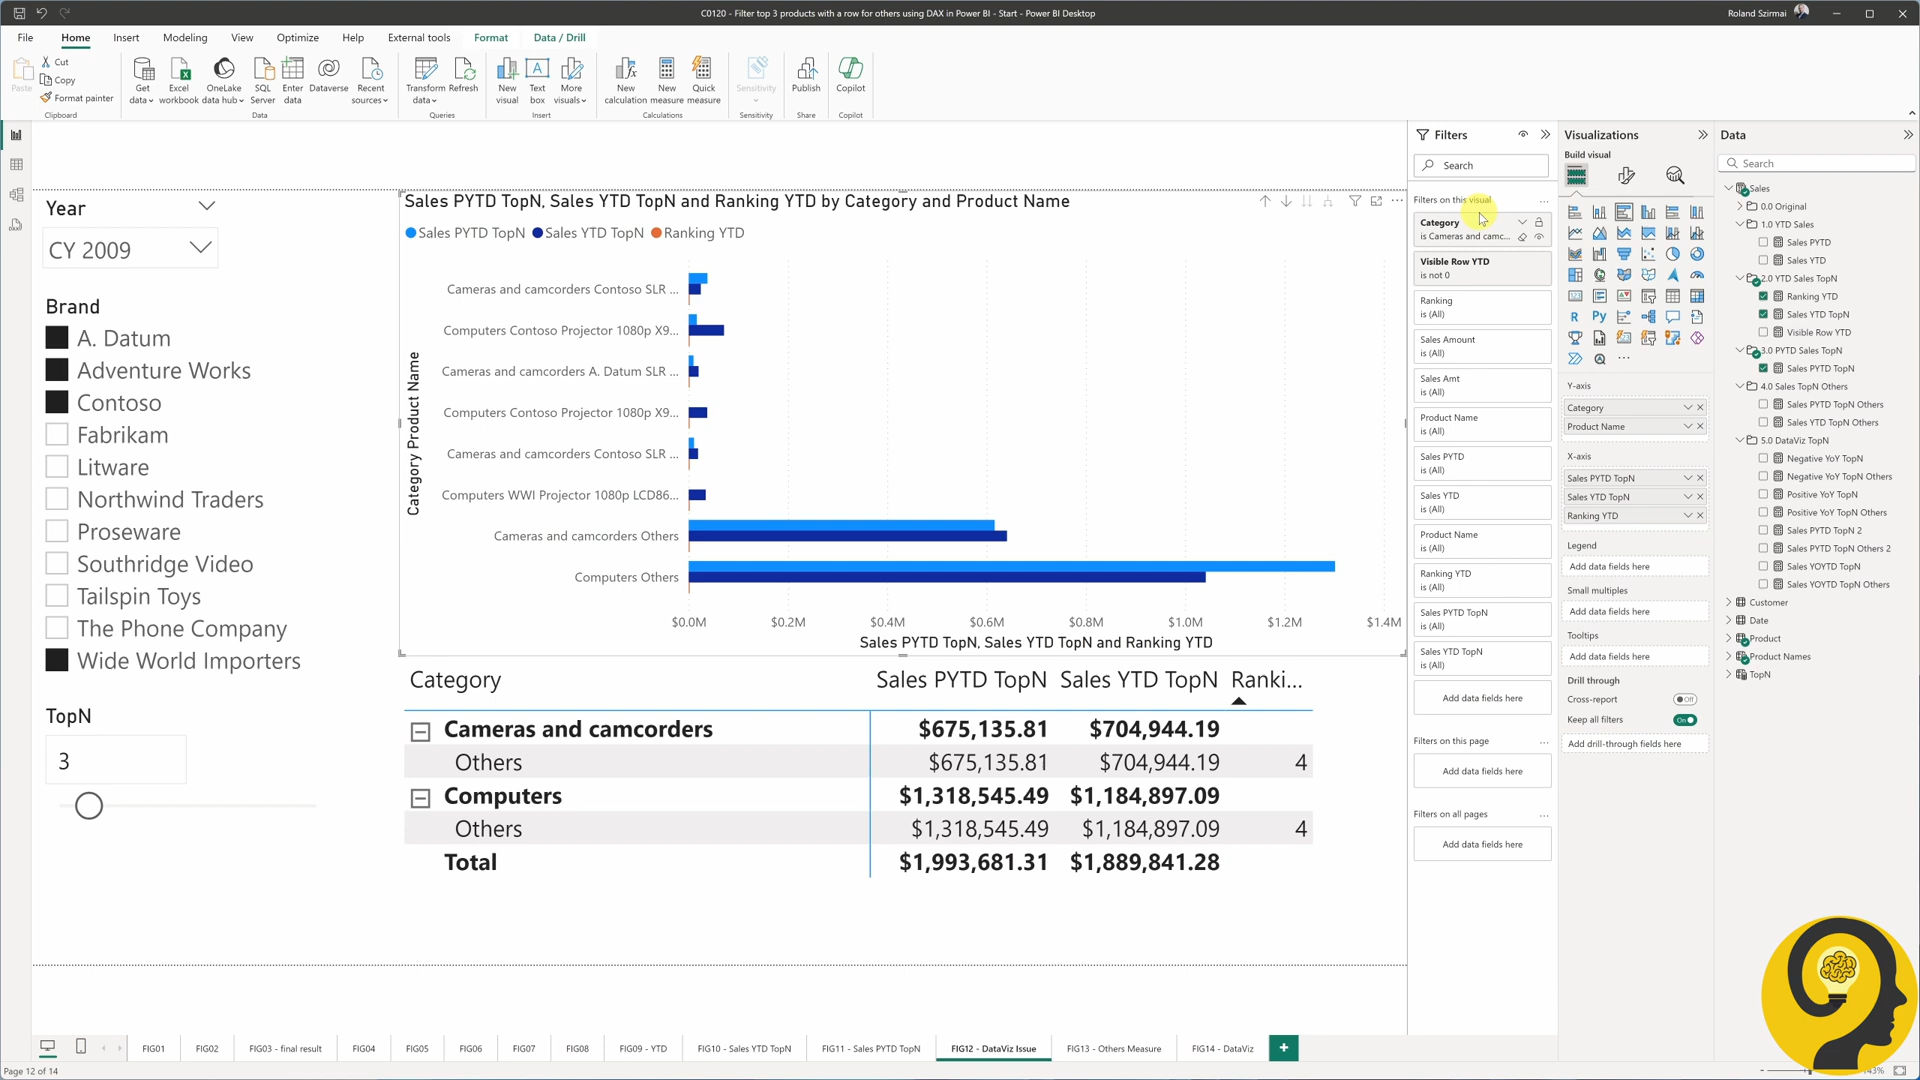 C0120 - Filter top 3 products with a row for others using DAX in Power BI - Start - Power BI Desktop
Roland Szirmai
File
Home
Insert
Modeling
View
Optimize
Help
External tools
Format
Data / Drill
Paste
Cut
Copy
Format painter
Clipboard
Get data
Excel workbook
OneLake data hub
SQL Server
Enter data
Dataverse
Recent sources
Data
Transform data
Refresh
Queries
New visual
Text box
More visuals
Insert
New calculation
New measure
Quick measure
Calculations
Sensitivity
Sensitivity
Publish
Share
Copilot
Copilot
Year
CY 2009
Brand
A. Datum
Adventure Works
Contoso
Fabrikam
Litware
Northwind Traders
Proseware
Southridge Video
Tailspin Toys
The Phone Company
Wide World Importers
TopN
3
Sales PYTD TopN, Sales YTD TopN and Ranking YTD by Category and Product Name
Sales PYTD TopN
Sales YTD TopN
Ranking YTD
Category Product Name
Cameras and camcorders Contoso SLR ...
Computers Contoso Projector 1080p X9...
Cameras and camcorders A. Datum SLR ...
Computers Contoso Projector 1080p X9...
Cameras and camcorders Contoso SLR ...
Computers WWI Projector 1080p LCD86...
Cameras and camcorders Others
Computers Others
$0.0M $0.2M $0.4M $0.6M $0.8M $1.0M $1.2M $1.4M
Sales PYTD TopN, Sales YTD TopN and Ranking YTD
Category Sales PYTD TopN Sales YTD TopN Ranki...
Cameras and camcorders $675,135.81 $704,944.19
Others $675,135.81 $704,944.19 4
Computers $1,318,545.49 $1,184,897.09
Others $1,318,545.49 $1,184,897.09 4
Total $1,993,681.31 $1,889,841.28
Filters
Search
Filters on this visual
Category
is Cameras and camc...
Visible Row YTD
is not 0
Ranking
is (All)
Sales Amount
is (All)
Sales Amt
is (All)
Product Name
is (All)
Sales PYTD
is (All)
Sales YTD
is (All)
Product Name
is (All)
Ranking YTD
is (All)
Sales PYTD TopN
is (All)
Sales YTD TopN
is (All)
Add data fields here
Filters on this page
Add data fields here
Filters on all pages
Add data fields here
Visualizations
Build visual
R
Py
Y-axis
Category
Product Name
X-axis
Sales PYTD TopN
Sales YTD TopN
Ranking YTD
Legend
Add data fields here
Small multiples
Add data fields here
Tooltips
Add data fields here
Drill through
Cross-report
Off
Keep all filters
On
Add drill-through fields here
Data
Search
Sales
0.0 Original
1.0 YTD Sales
Sales PYTD
Sales YTD
2.0 YTD Sales TopN
Ranking YTD
Sales YTD TopN
Visible Row YTD
3.0 PYTD Sales TopN
Sales PYTD TopN
4.0 Sales TopN Others
Sales PYTD TopN Others
Sales YTD TopN Others
5.0 DataViz TopN
Negative YoY TopN
Negative YoY TopN Others
Positive YoY TopN
Positive YoY TopN Others
Sales PYTD TopN 2
Sales PYTD TopN Others 2
Sales YOYTD TopN
Sales YOYTD TopN Others
Customer
Date
Product
Product Names
TopN
FIG01
FIG02
FIG03 - final result
FIG04
FIG05
FIG06
FIG07
FIG08
FIG09 - YTD
FIG10 - Sales YTD TopN
FIG11 - Sales PYTD TopN
FIG12 - DataViz Issue
FIG13 - Others Measure
FIG14 - DataViz
Page 12 of 14